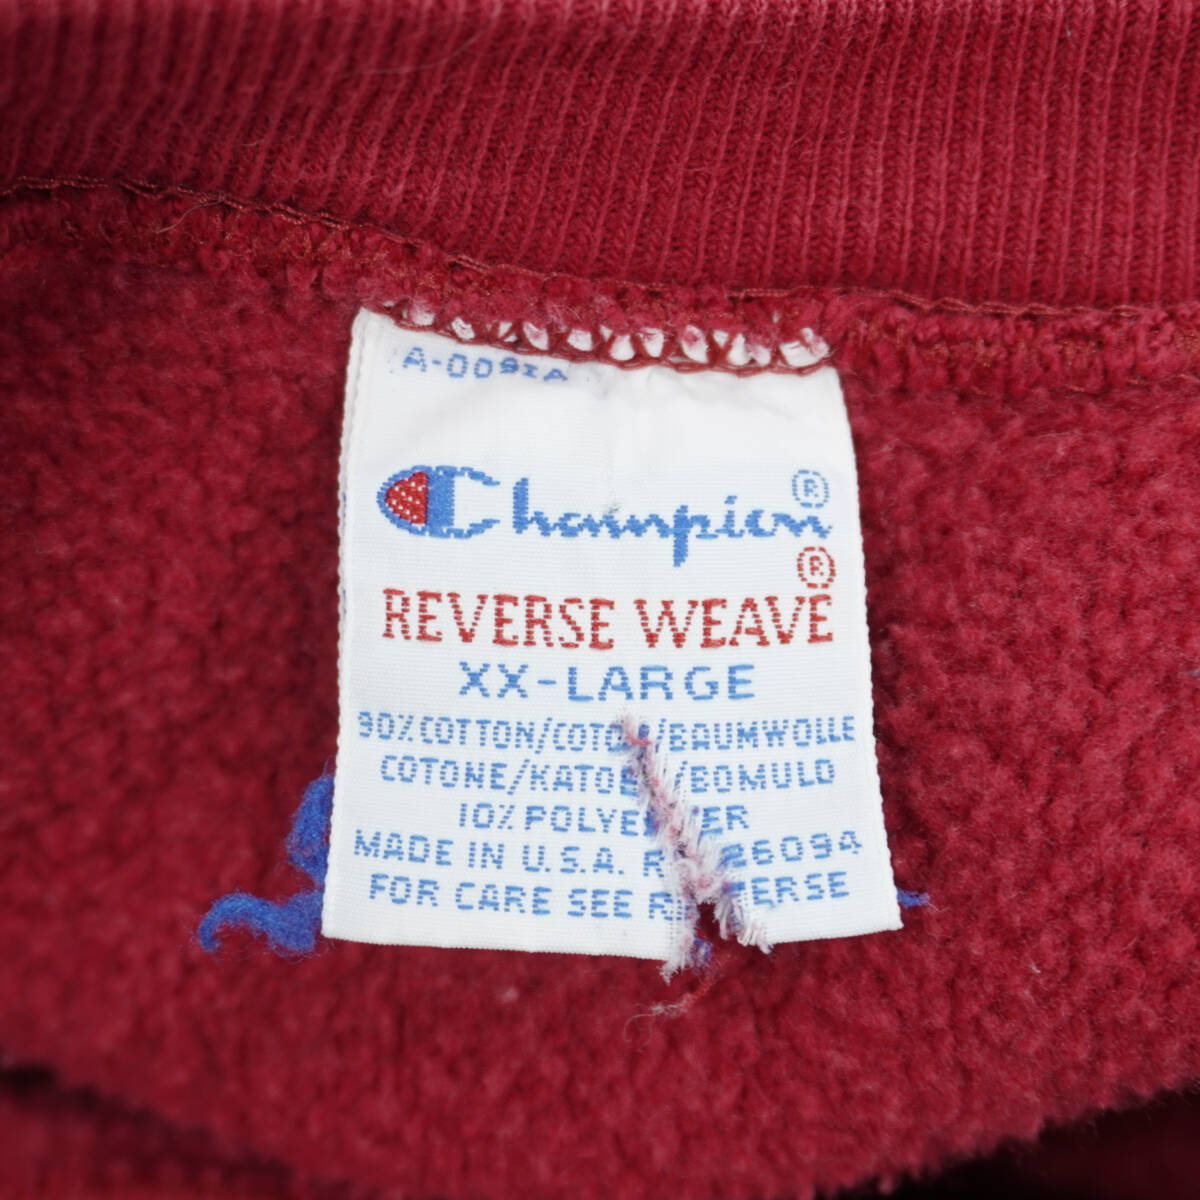 A-0091A
Champion®
®
REVERSE WEAVE
XX-LARGE
90% COTTON/COTO /BAUMWOLLE
COTONE/KATOE /BOMULD
10% POLYE ER
MADE IN U.S.A. R 26094
FOR CARE SEE R ERSE